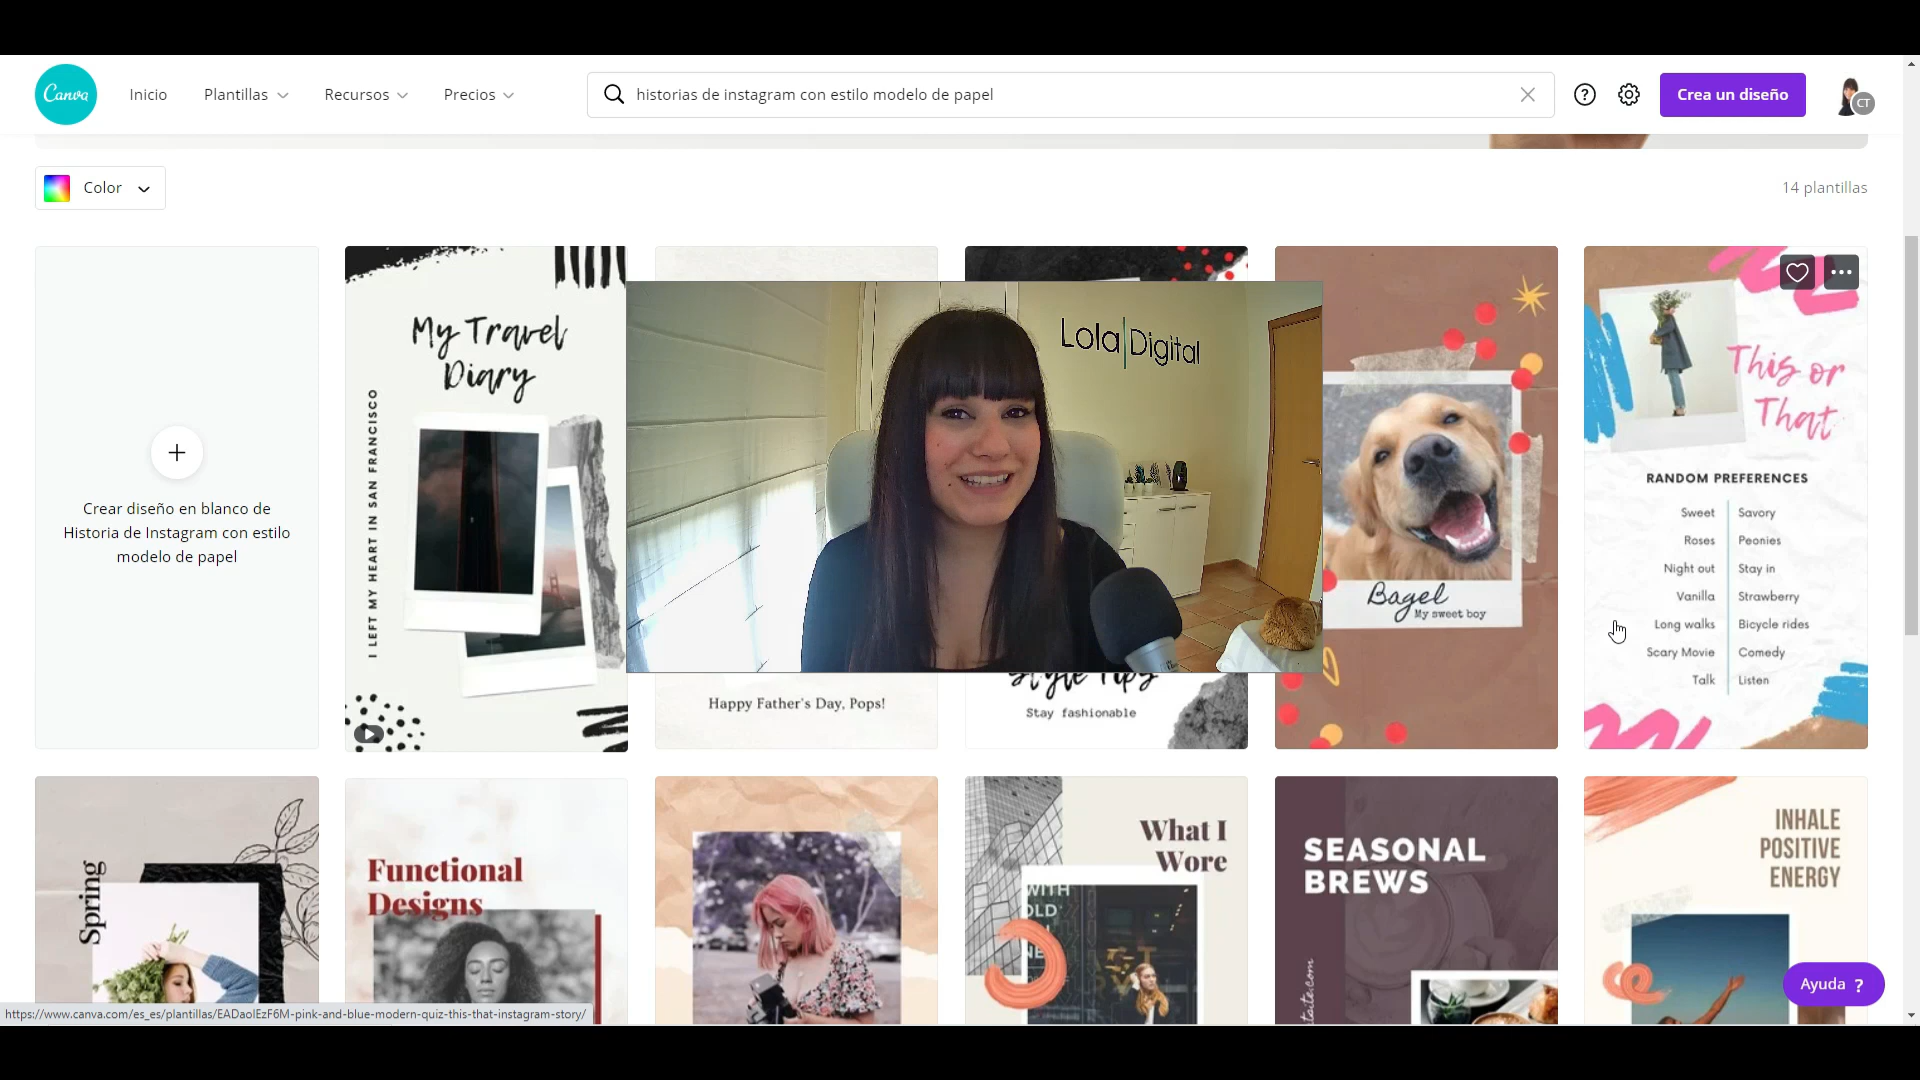 Canva
Inicio
Plantillas
Recursos
Precios
historias de instagram con estilo modelo de papel
Crea un diseño
CT
Color
14 plantillas
Crear diseño en blanco de
Historia de Instagram con estilo
modelo de papel
My Travel
Diary
I LEFT MY HEART IN SAN FRANCISCO
Lola Digital
Happy Father's Day, Pops!
Style Tips
Stay fashionable
Bagel
My sweet boy
This or
That
RANDOM PREFERENCES
Sweet Savory
Roses Peonies
Night out Stay in
Vanilla Strawberry
Long walks Bicycle rides
Scary Movie Comedy
Talk Listen
Spring
Functional
Designs
What I
Wore
WITH
OLD
SEASONAL
BREWS
INHALE
POSITIVE
ENERGY
Ayuda ?
https://www.canva.com/es_es/plantillas/EADaolEzF6M-pink-and-blue-modern-quiz-this-that-instagram-story/